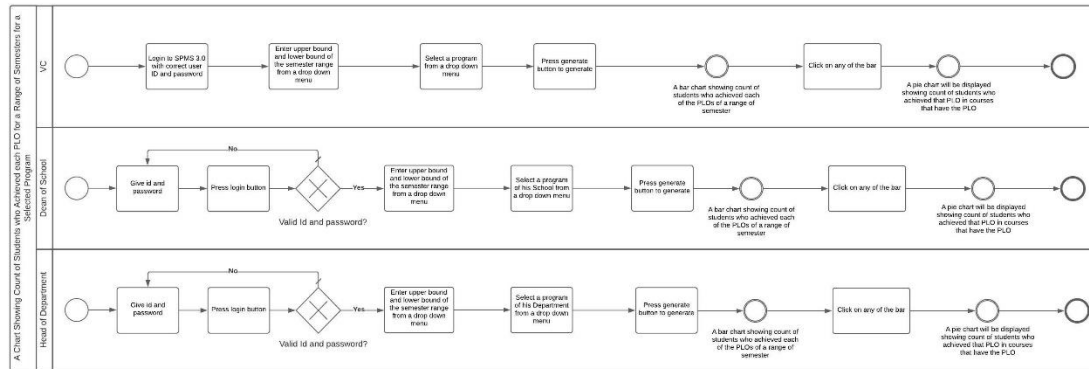 A Chart Showing Count of Students who Achieved each PLO for a Range of Semesters for a
Selected Program
VC
Login to SPMS 3.0
with correct user
ID and password
Enter upper bound
and lower bound of
the semester range
from a drop down
menu
Select a program
from a drop down
menu
Press generate
button to generate
A bar chart showing count of
students who achieved each
of the PLOs of a range of
semester
Click on any of the bar
A pie chart will be displayed
showing count of students who
achieved that PLO in courses
that have the PLO
Dean of School
No
Give id and
password
Press login button
Valid Id and password?
Yes
Enter upper bound
and lower bound of
the semester range
from a drop down
menu
Select a program
of his School from
a drop down menu
Press generate
button to generate
A bar chart showing count of
students who achieved each
of the PLOs of a range of
semester
Click on any of the bar
A pie chart will be displayed
showing count of students who
achieved that PLO in courses
that have the PLO
Head of Department
No
Give id and
password
Press login button
Valid Id and password?
Yes
Enter upper bound
and lower bound of
the semester range
from a drop down
menu
Select a program
of his Department
from a drop down
menu
Press generate
button to generate
A bar chart showing count of
students who achieved each
of the PLOs of a range of
semester
Click on any of the bar
A pie chart will be displayed
showing count of students who
achieved that PLO in courses
that have the PLO